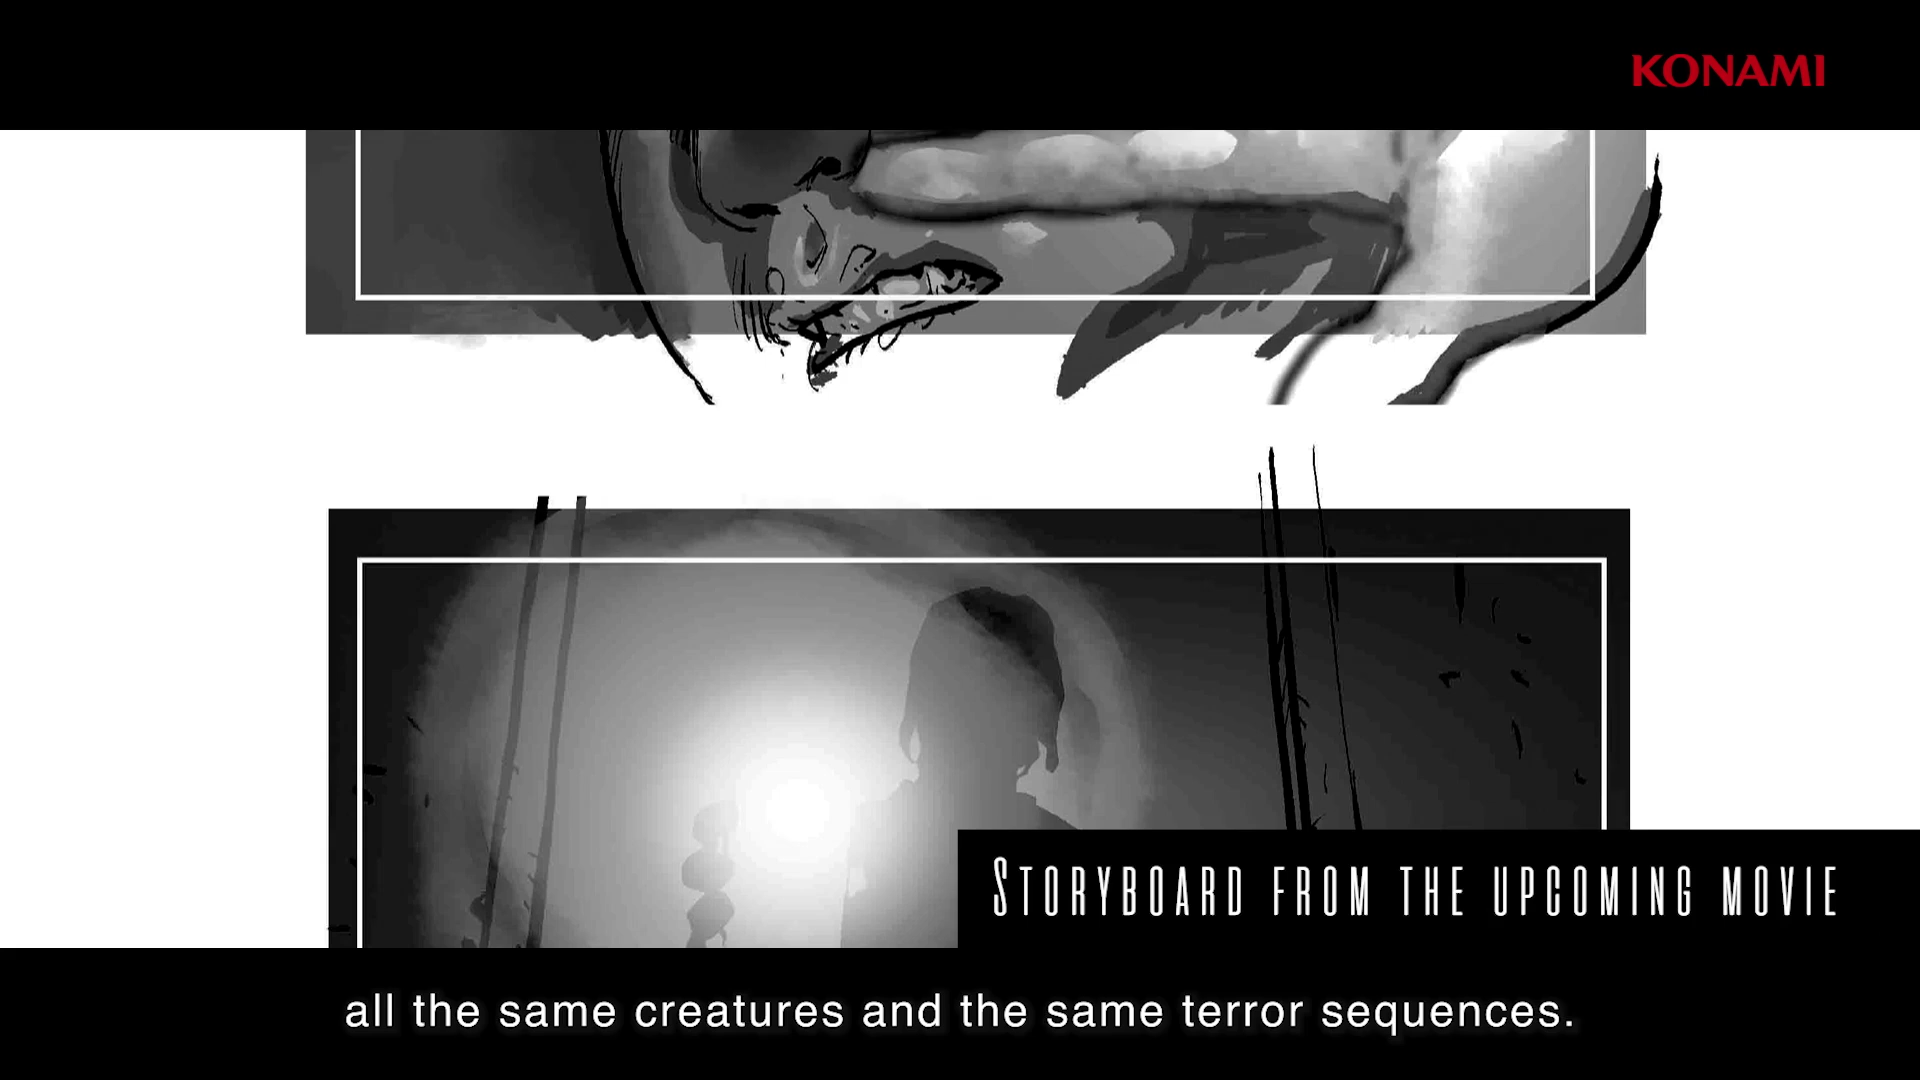 KONAMI
STORYBOARD FROM THE UPCOMING MOVIE
all the same creatures and the same terror sequences.